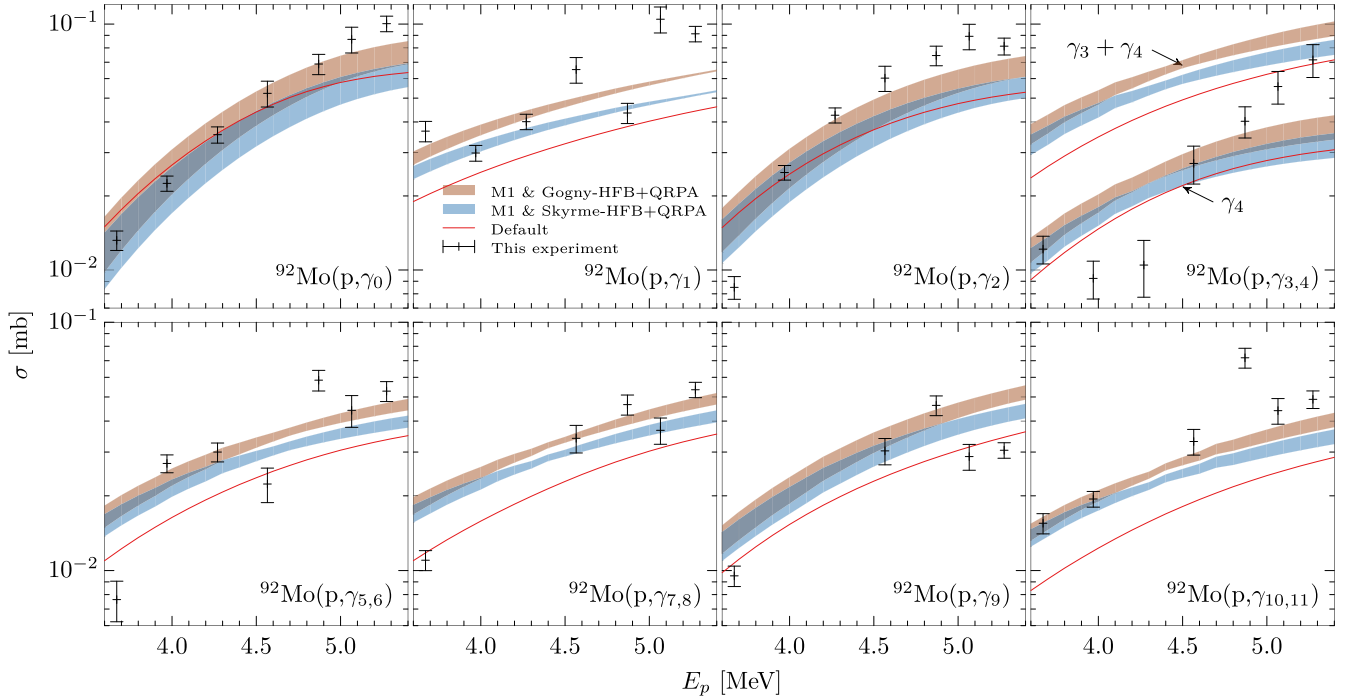 10⁻¹
10⁻²
⁹²Mo(p,γ₀)
M1 & Gogny-HFB+QRPA
M1 & Skyrme-HFB+QRPA
Default
This experiment
⁹²Mo(p,γ₁)
⁹²Mo(p,γ₂)
γ₃ + γ₄
γ₄
⁹²Mo(p,γ₃,₄)
σ [mb]
10⁻¹
10⁻²
⁹²Mo(p,γ₅,₆)
⁹²Mo(p,γ₇,₈)
⁹²Mo(p,γ₉)
⁹²Mo(p,γ₁₀,₁₁)
4.0 4.5 5.0 4.0 4.5 5.0 4.0 4.5 5.0 4.0 4.5 5.0
Eₚ [MeV]